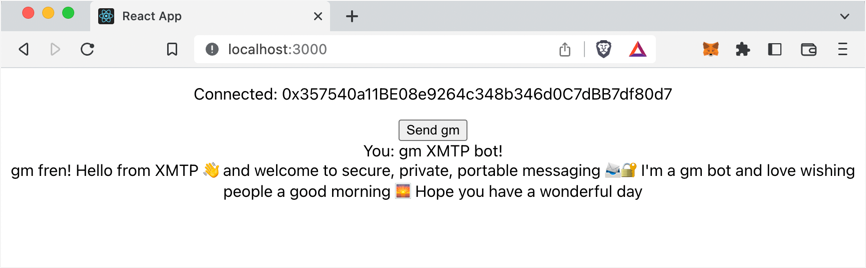 React App
localhost:3000
Connected: 0x357540a11BE08e9264c348b346d0C7dBB7df80d7
Send gm
You: gm XMTP bot!
gm fren! Hello from XMTP 👋 and welcome to secure, private, portable messaging 📨🔐 I'm a gm bot and love wishing
people a good morning 🌅 Hope you have a wonderful day